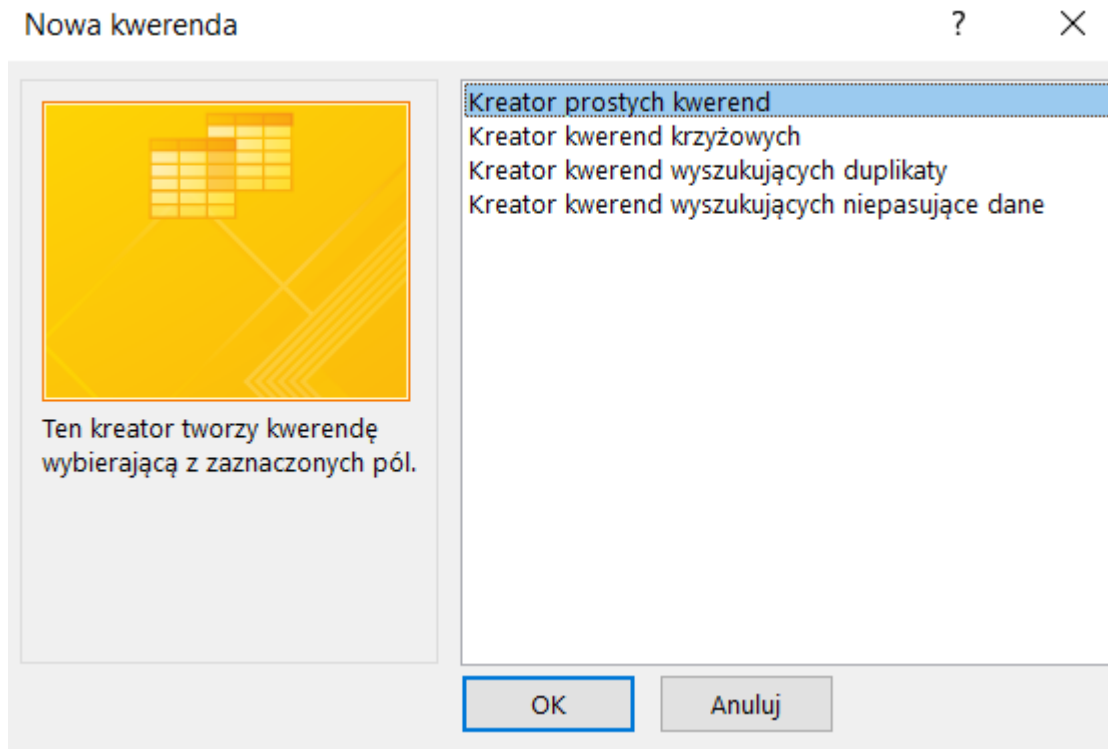 Nowa kwerenda
?
Kreator prostych kwerend
Kreator kwerend krzyżowych
Kreator kwerend wyszukujących duplikaty
Kreator kwerend wyszukujących niepasujące dane
Ten kreator tworzy kwerendę
wybierającą z zaznaczonych pól.
OK
Anuluj